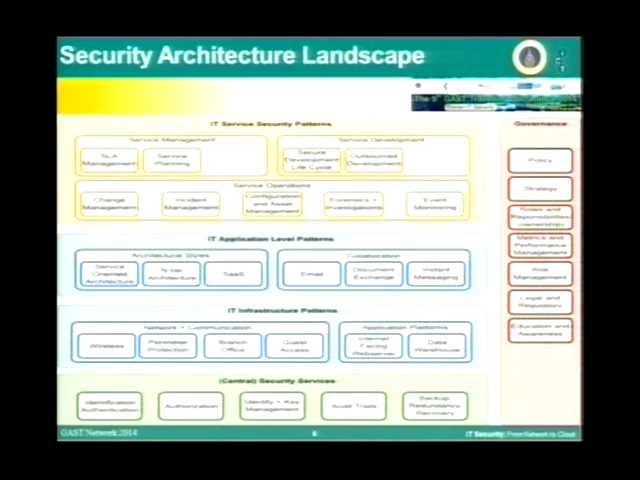 Security Architecture Landscape
IT Service Security Patterns
Service Management
SLA
Management
Service
Planning
Service Development
Secure
Development
Life Cycle
Outsourced
Development
Service Operations
Change
Management
Incident
Management
Configuration
and Asset
Management
Forensics +
Investigations
Event
Monitoring
IT Application Level Patterns
Architectural Styles
Service
Oriented
Architecture
N-tier
Architecture
SaaS
Collaboration
Email
Document
Exchange
Instant
Messaging
IT Infrastructure Patterns
Network + Communication
Wireless
Perimeter
Protection
Branch
Office
Guest
Access
Application Platforms
Internet
Facing
Webserver
Data
Warehouse
(Central) Security Services
Identification
Authentication
Authorization
Identity + Key
Management
Audit Trails
Backup
Redundancy
Recovery
Governance
Policy
Strategy
Roles and
Metrics and
Performance
Management
Risk
Management
Legal and
Regulatory
Education and
Awareness
OAST Network 2014
6
IT Security: From Network to Cloud